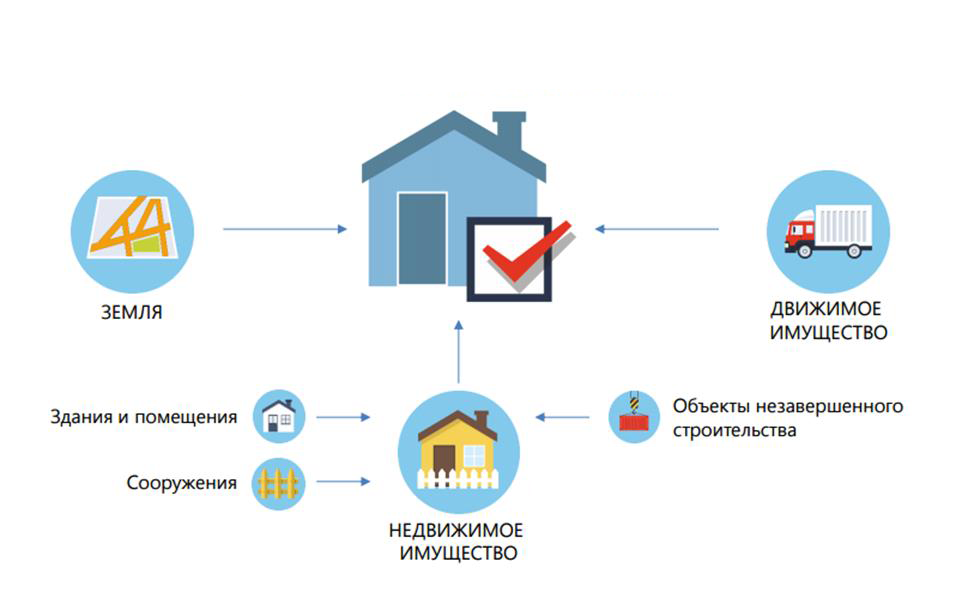 ЗЕМЛЯ
ДВИЖИМОЕ
ИМУЩЕСТВО
Здания и помещения
Сооружения
Объекты незавершенного
строительства
НЕДВИЖИМОЕ
ИМУЩЕСТВО